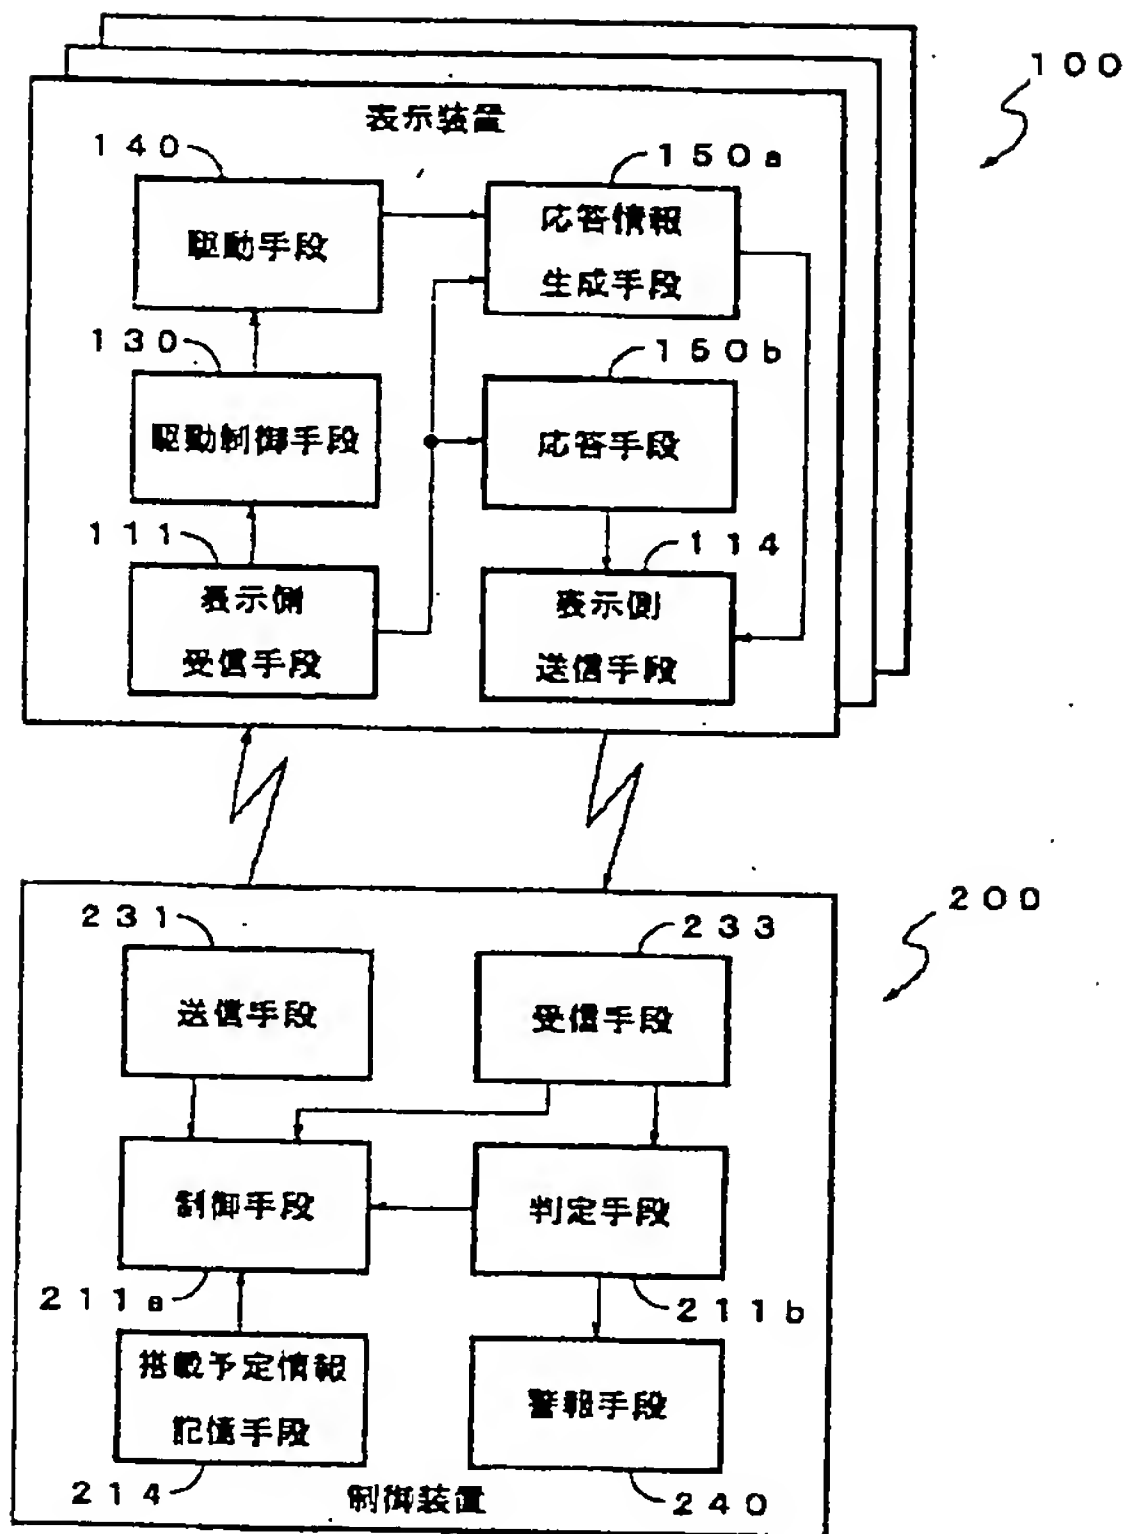 100
表示装置
140
150a
駆動手段
応答情報
生成手段
130
150b
駆動制御手段
応答手段
111
114
表示側
受信手段
表示側
送信手段
200
231
233
送信手段
受信手段
制御手段
判定手段
211a
211b
搭載予定情報
記憶手段
警報手段
214
制御装置
240